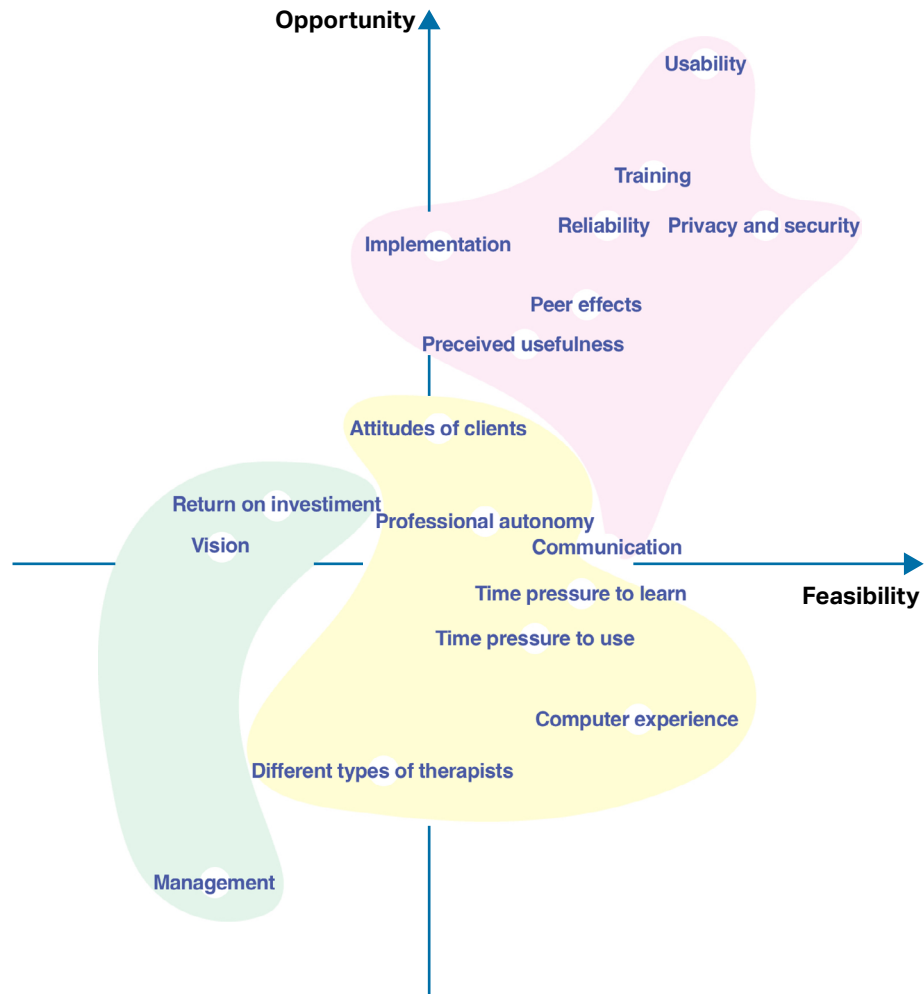 Opportunity
Usability
Training
Reliability
Privacy and security
Implementation
Peer effects
Preceived usefulness
Attitudes of clients
Return on investiment
Professional autonomy
Vision
Communication
Feasibility
Time pressure to learn
Time pressure to use
Computer experience
Different types of therapists
Management